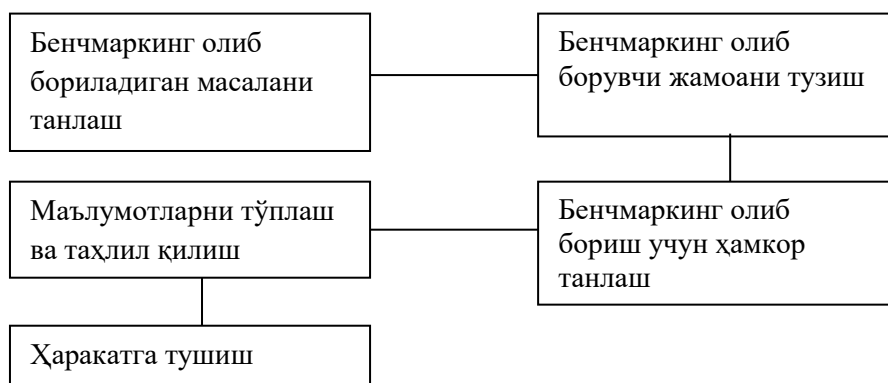 Бенчмаркинг олиб
бориладиган масалани
танлаш
Бенчмаркинг олиб
борувчи жамоани тузиш
Бенчмаркинг олиб
бориш учун ҳамкор
танлаш
Маълумотларни тўплаш
ва таҳлил қилиш
Ҳаракатга тушиш